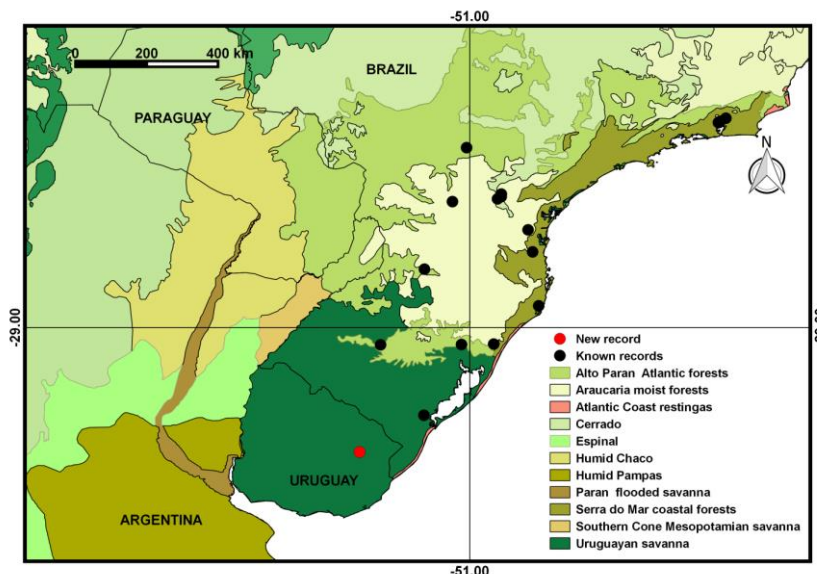 -51.00
0 200 400 km
BRAZIL
PARAGUAY
N
-29.00
New record
Known records
Alto Paran Atlantic forests
Araucaria moist forests
Atlantic Coast restingas
Cerrado
Espinal
Humid Chaco
Humid Pampas
Paran flooded savanna
Serra do Mar coastal forests
Southern Cone Mesopotamian savanna
Uruguayan savanna
URUGUAY
ARGENTINA
-51.00